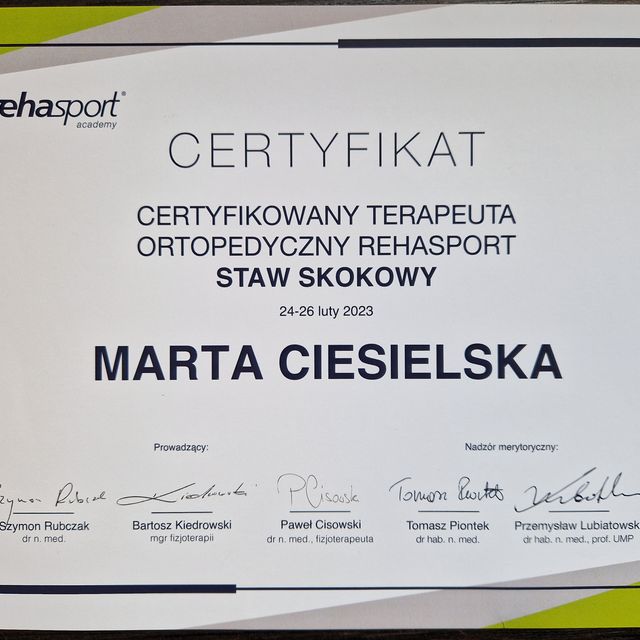 rehasport®
academy
CERTYFIKAT
CERTYFIKOWANY TERAPEUTA
ORTOPEDYCZNY REHASPORT
STAW SKOKOWY
24-26 luty 2023
MARTA CIESIELSKA
Prowadzący:
Nadzór merytoryczny:
Szymon Rubczak
dr n. med.
Bartosz Kiedrowski
mgr fizjoterapii
Paweł Cisowski
dr n. med., fizjoterapeuta
Tomasz Piontek
dr hab. n. med.
Przemysław Lubiatowsk
dr hab. n. med., prof. UMP